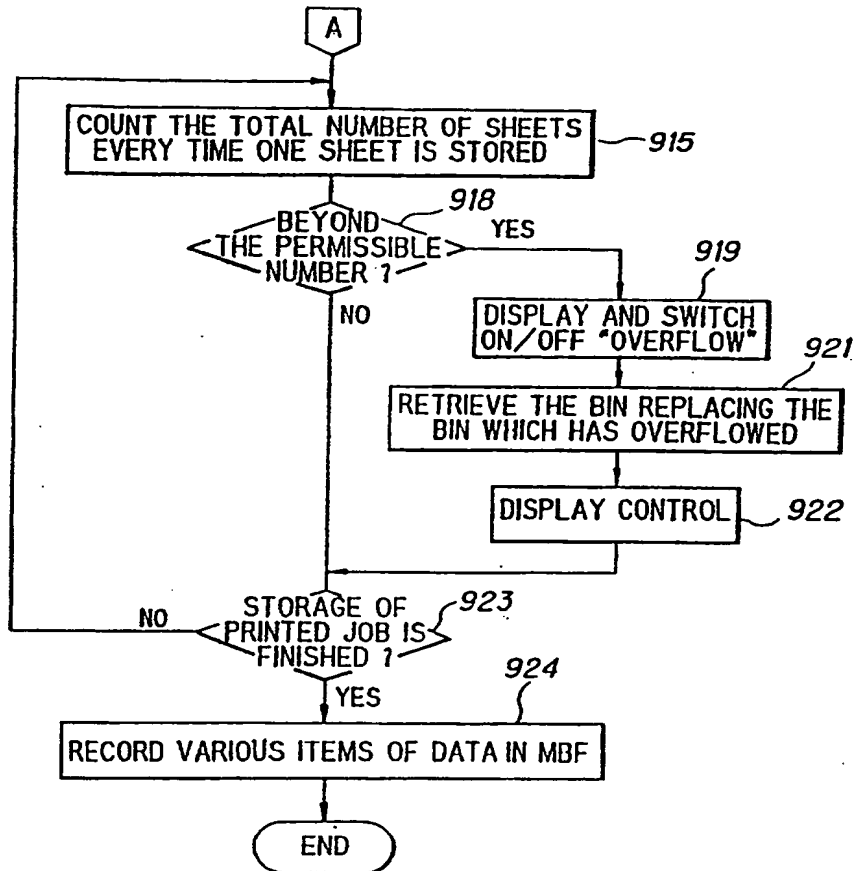 A
COUNT THE TOTAL NUMBER OF SHEETS
EVERY TIME ONE SHEET IS STORED
915
BEYOND
THE PERMISSIBLE
NUMBER ?
918
YES
NO
919
DISPLAY AND SWITCH
ON/OFF "OVERFLOW"
921
RETRIEVE THE BIN REPLACING THE
BIN WHICH HAS OVERFLOWED
DISPLAY CONTROL
922
STORAGE OF
PRINTED JOB IS
FINISHED ?
923
NO
YES
924
RECORD VARIOUS ITEMS OF DATA IN MBF
END